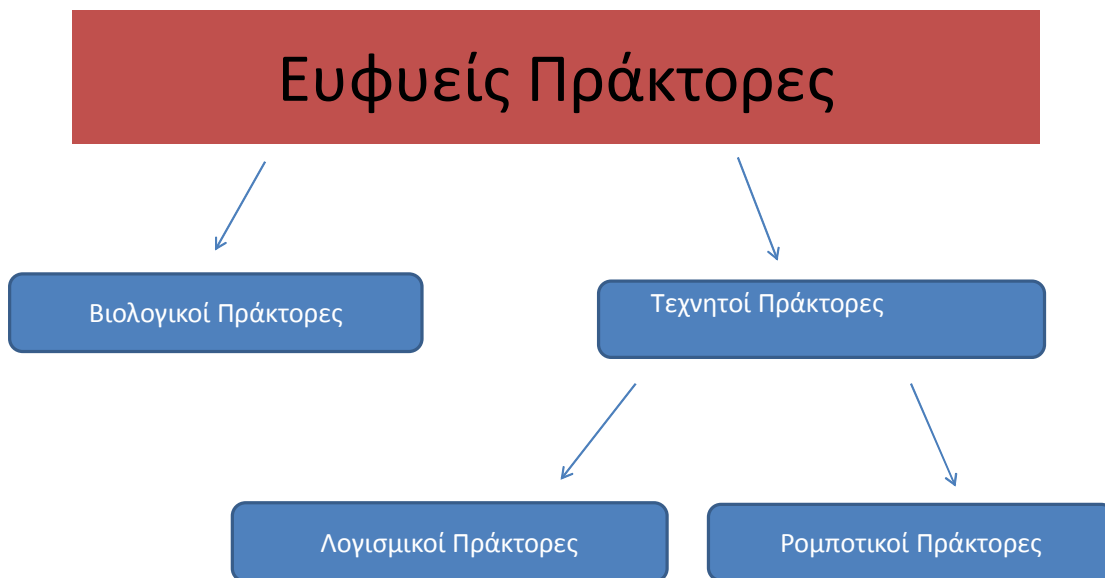 Ευφυείς Πράκτορες
Βιολογικοί Πράκτορες
Τεχνητοί Πράκτορες
Λογισμικοί Πράκτορες
Ρομποτικοί Πράκτορες